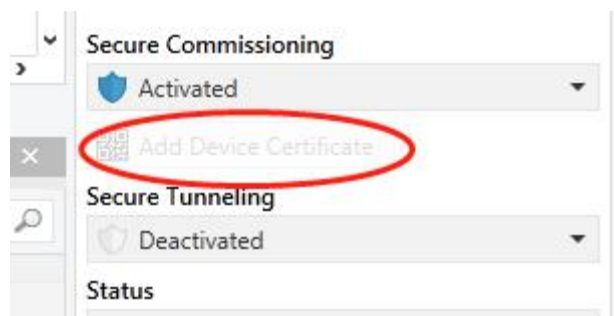 Secure Commissioning
Activated
Add Device Certificate
Secure Tunneling
Deactivated
Status